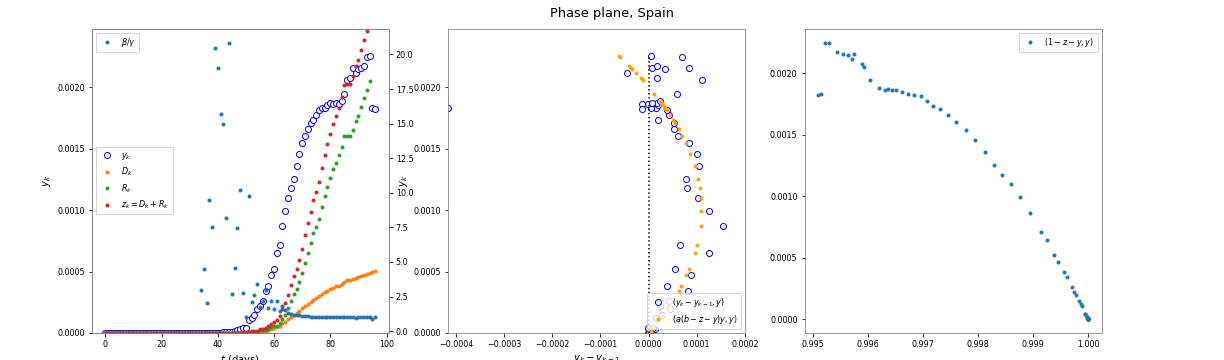 Phase plane, Spain
β/γ
y_k
D_k
R_k
z_k = D_k + R_k
y_k
0.0000
0.0005
0.0010
0.0015
0.0020
0 20 40 60 80 100
t (days)
0.0
2.5
5.0
7.5
10.0
12.5
15.0
17.5
20.0
y_k
0.0000
0.0005
0.0010
0.0015
0.0020
(y_k − y_{k−1}, y)
(a(b − z − y)y, y)
−0.0004 −0.0003 −0.0002 −0.0001 0.0000 0.0001 0.0002
y_k − y_{k−1}
(1 − z − y, y)
0.0000
0.0005
0.0010
0.0015
0.0020
0.995 0.996 0.997 0.998 0.999 1.000